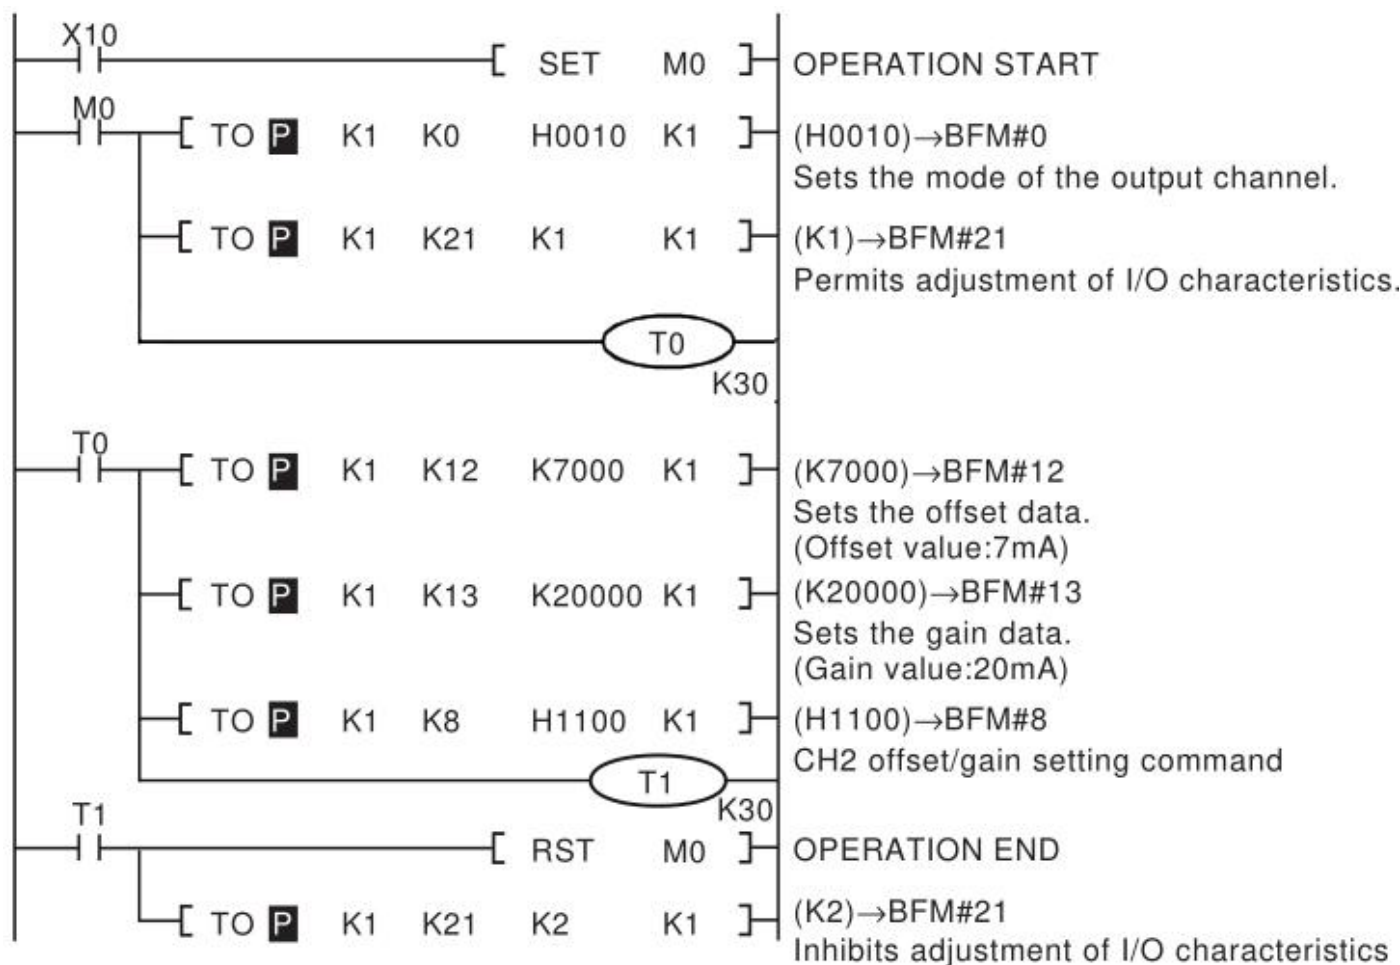 X10
SET M0 OPERATION START
M0
TO P K1 K0 H0010 K1 (H0010)→BFM#0
Sets the mode of the output channel.
TO P K1 K21 K1 K1 (K1)→BFM#21
Permits adjustment of I/O characteristics.
T0
K30
T0
TO P K1 K12 K7000 K1 (K7000)→BFM#12
Sets the offset data.
(Offset value:7mA)
TO P K1 K13 K20000 K1 (K20000)→BFM#13
Sets the gain data.
(Gain value:20mA)
TO P K1 K8 H1100 K1 (H1100)→BFM#8
CH2 offset/gain setting command
T1
K30
T1
RST M0 OPERATION END
TO P K1 K21 K2 K1 (K2)→BFM#21
Inhibits adjustment of I/O characteristics